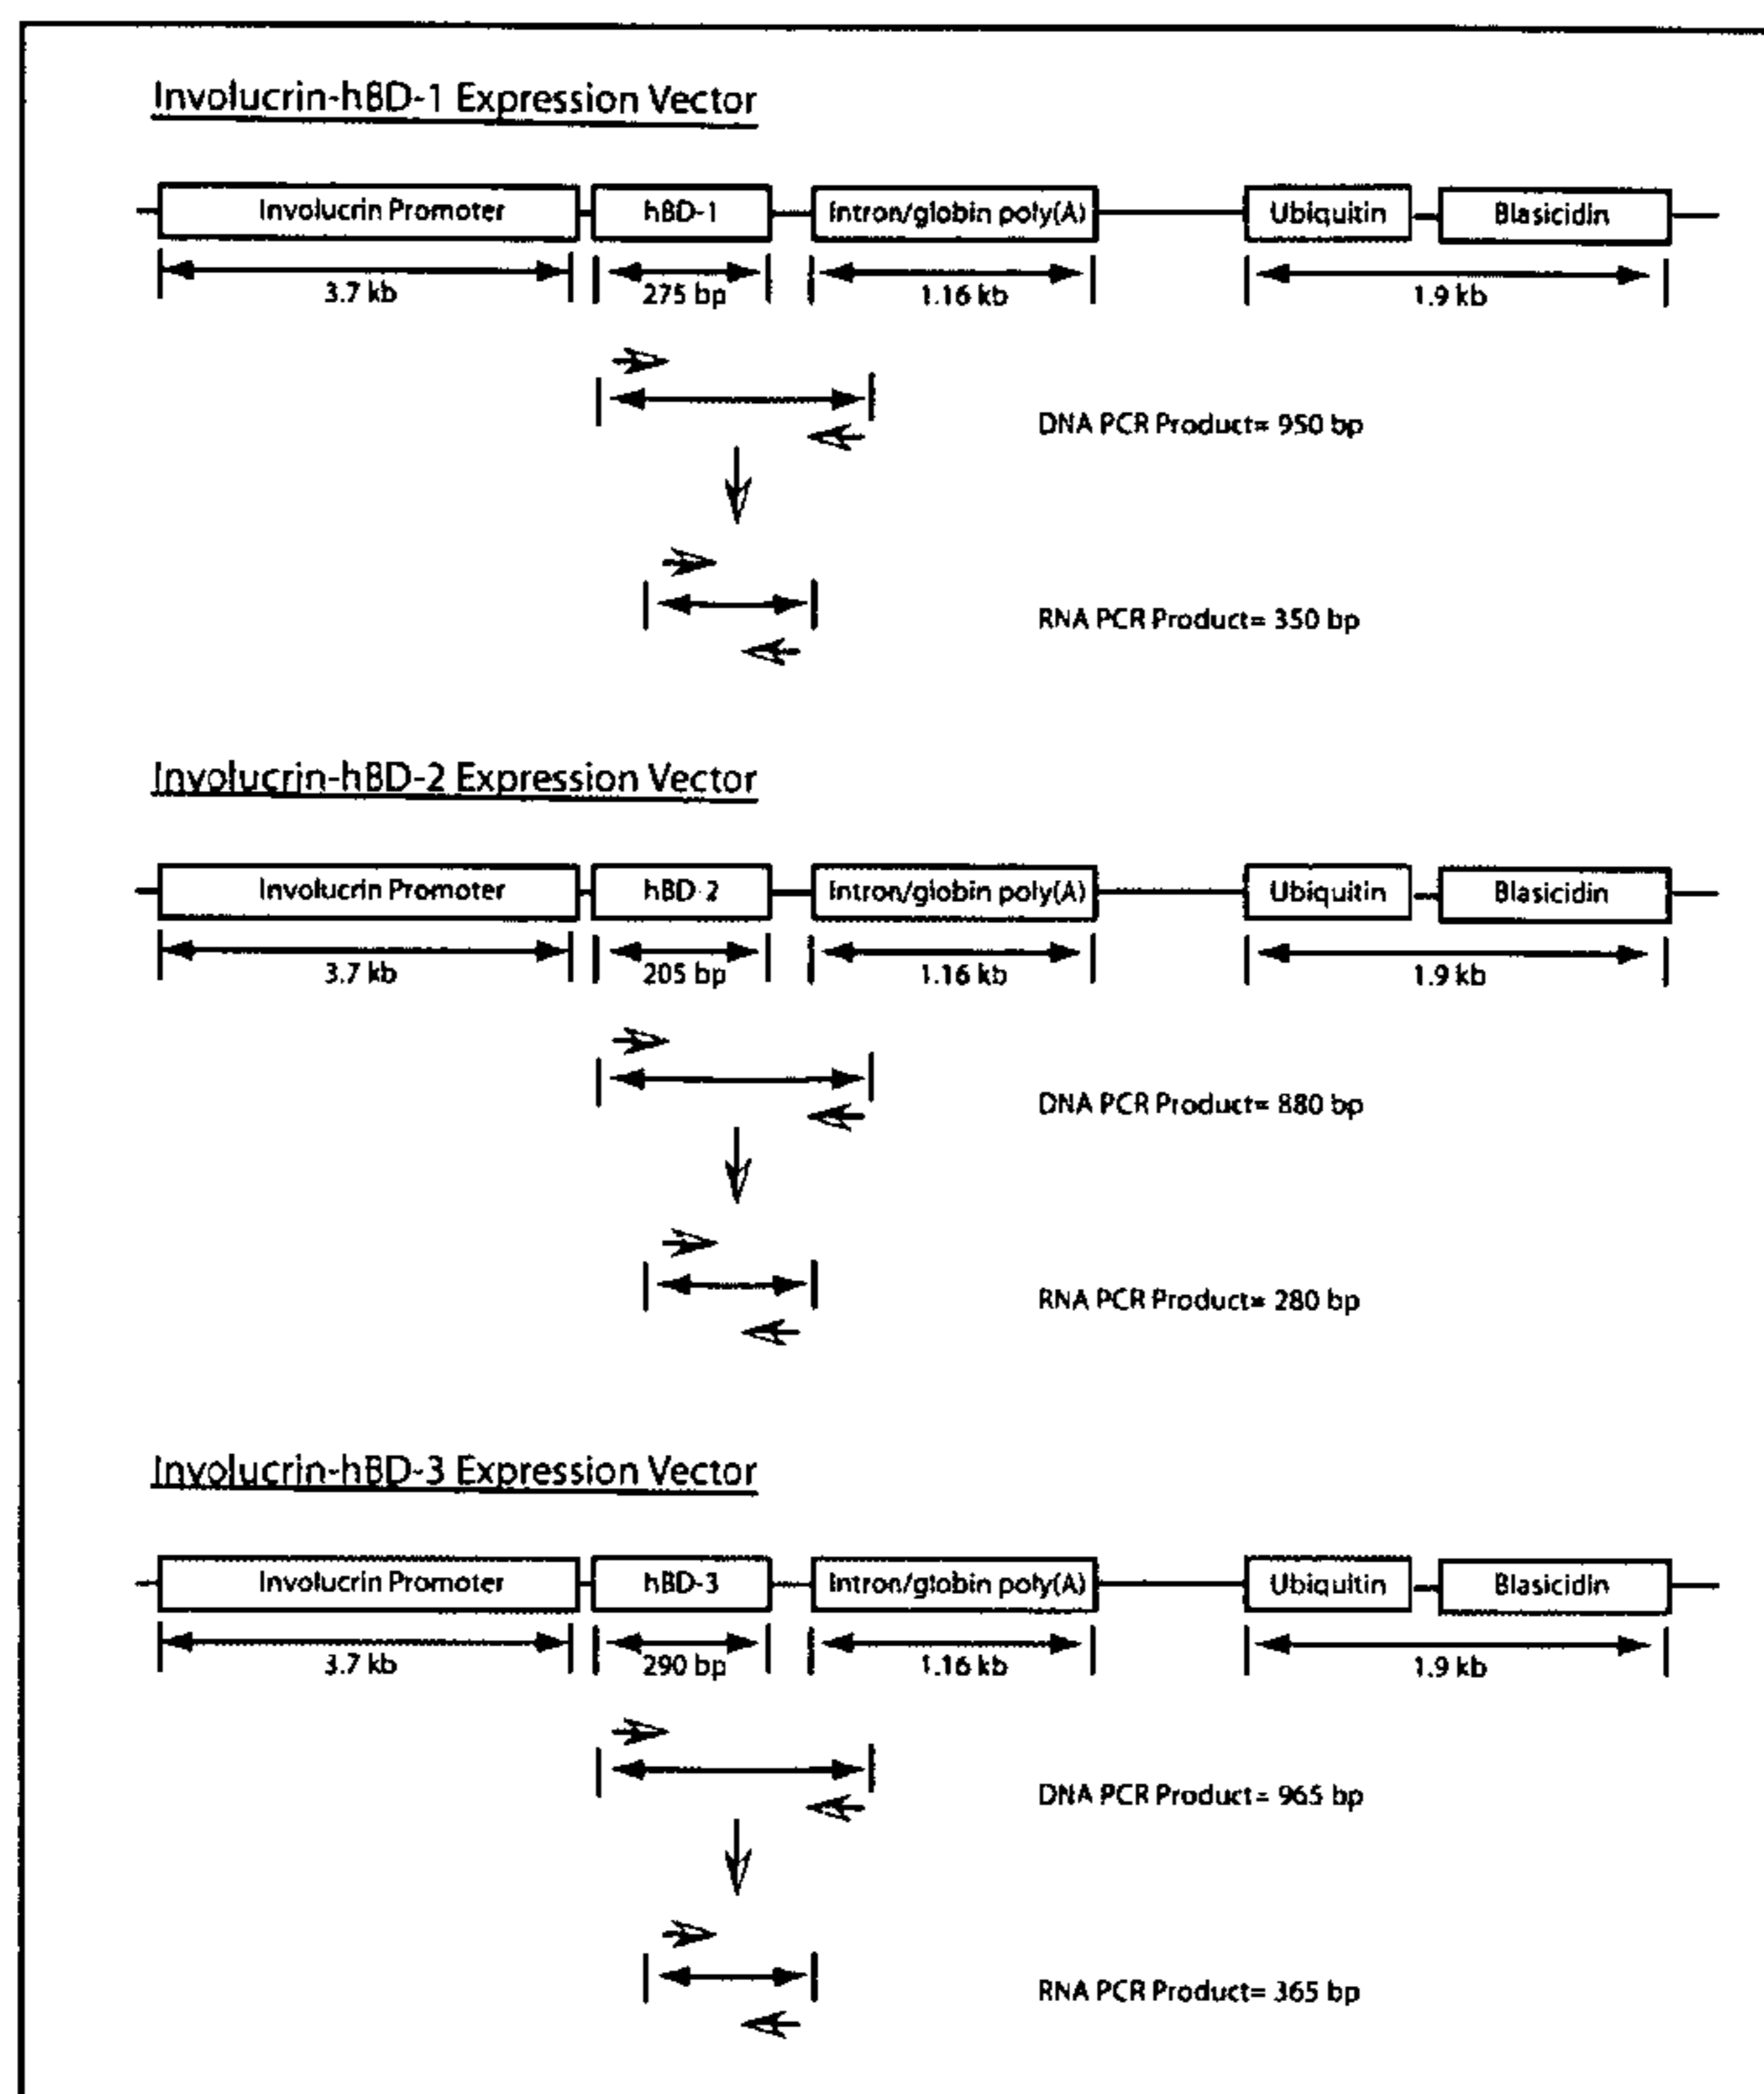 Involucrin-hBD-1 Expression Vector
Involucrin Promoter hBD-1 Intron/globin poly(A) Ubiquitin Blasicidin
3.7 kb 275 bp 1.16 kb 1.9 kb
DNA PCR Product= 950 bp
RNA PCR Product= 350 bp
Involucrin-hBD-2 Expression Vector
Involucrin Promoter hBD-2 Intron/globin poly(A) Ubiquitin Blasicidin
3.7 kb 205 bp 1.16 kb 1.9 kb
DNA PCR Product= 880 bp
RNA PCR Product= 280 bp
Involucrin-hBD-3 Expression Vector
Involucrin Promoter hBD-3 Intron/globin poly(A) Ubiquitin Blasicidin
3.7 kb 290 bp 1.16 kb 1.9 kb
DNA PCR Product= 965 bp
RNA PCR Product= 365 bp